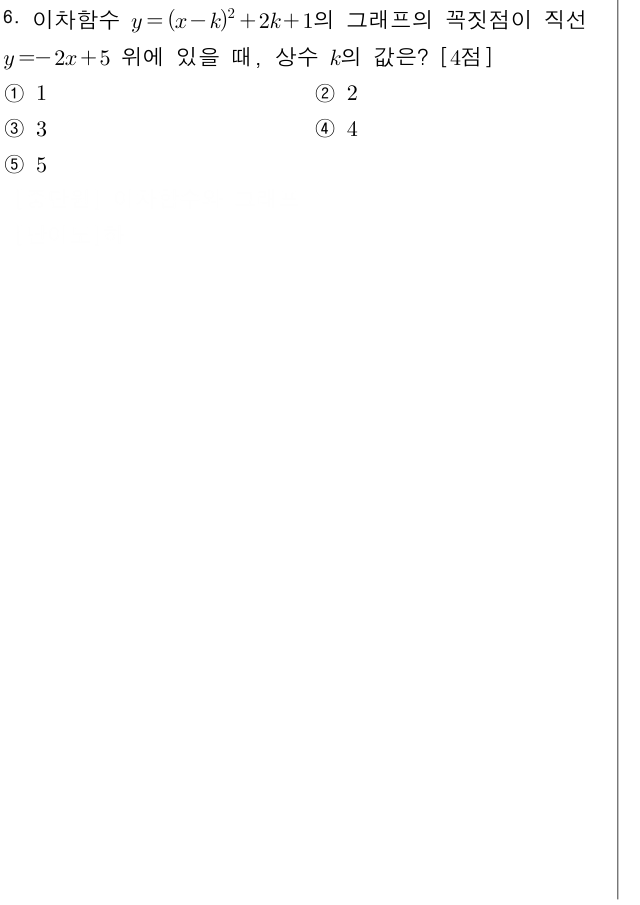 6. 이차함수 y=(x-k)²+2k+1의 그래프의 꼭짓점이 직선
y=-2x+5 위에 있을 때, 상수 k의 값은? [4점]
① 1 ② 2
③ 3 ④ 4
⑤ 5